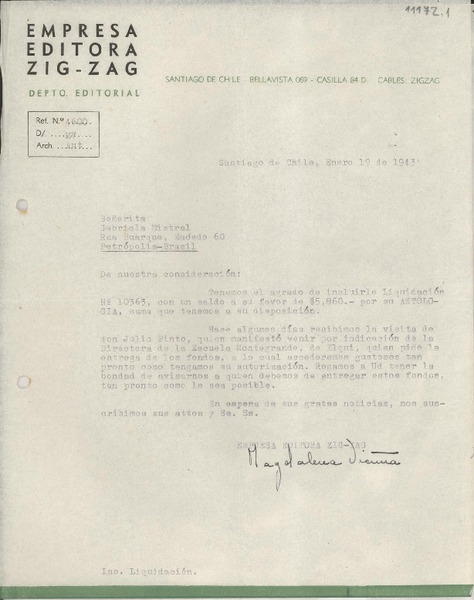 11172.1
EMPRESA
EDITORA
ZIG-ZAG
DEPTO. EDITORIAL
SANTIAGO DE CHILE - BELLAVISTA 069 - CASILLA 84 D. CABLES: ZIGZAG
Ref. N.º
D/.
Arch.
Santiago de Chile, Enero 19 de 1943
Señorita
Gabriela Mistral
Rua Buarque, Macedo 60
Petrópolis-Brasil
De nuestra consideración:
Tenemos el agrado de incluirle Liquidación
Nº 10363, con un saldo a su favor de $5,860.- por su ANTOLO-
GIA, suma que tenemos a su disposición.
Hace algunos días recibimos la visita de
don Julio Pinto, quien manifestó venir por indicación de la
Directora de la Escuela Montegrande, de Elqui, quien pide la
entrega de los fondos, a lo cual accederemos gustosos tan
pronto como tengamos su autorización. Rogamos a Ud tener la
bondad de avisarnos a quien debemos de entregar estos fondos,
tan pronto como le sea posible.
En espera de sus gratas noticias, nos sus-
cribimos sus attos y Ss. Ss.
EMPRESA EDITORA ZIG-ZAG
Magdalena Vicuña
Inc. Liquidación.